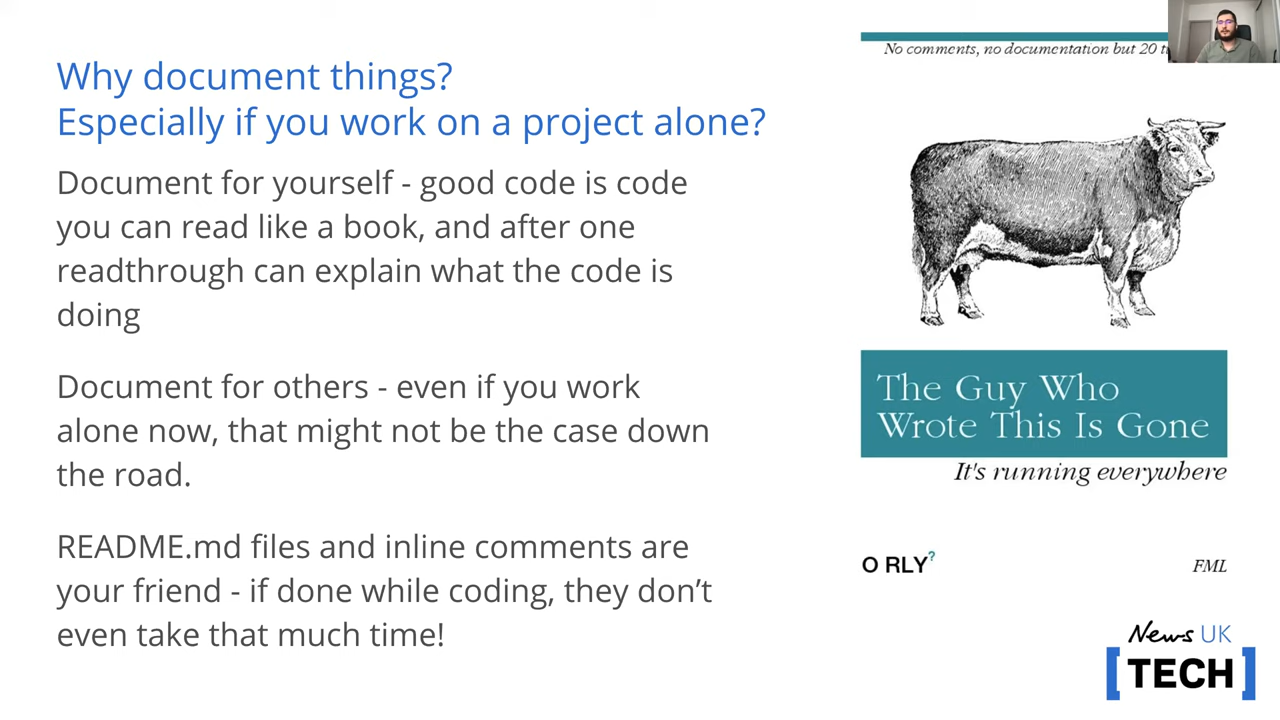 Why document things?
Especially if you work on a project alone?
Document for yourself - good code is code
you can read like a book, and after one
readthrough can explain what the code is
doing
Document for others - even if you work
alone now, that might not be the case down
the road.
README.md files and inline comments are
your friend - if done while coding, they don’t
even take that much time!
No comments, no documentation but 20
The Guy Who
Wrote This Is Gone
It's running everywhere
O RLY?
FML
News UK
[TECH]